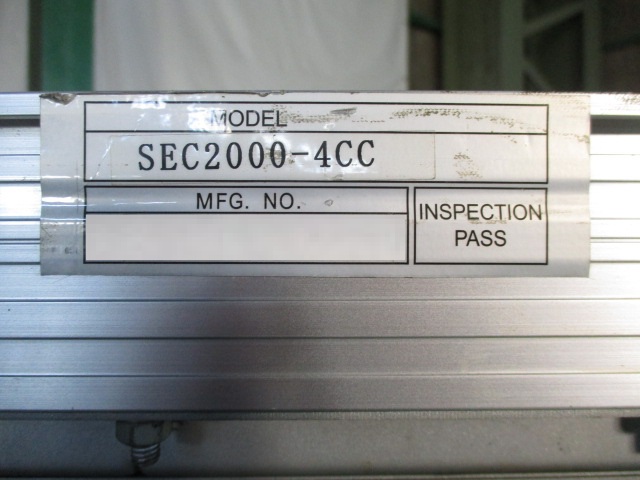 MODEL
SEC2000-4CC
MFG. NO.
INSPECTION
PASS